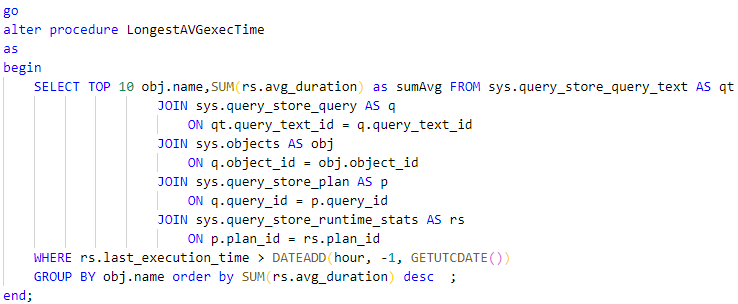 go
alter procedure LongestAVGexecTime
as
begin
SELECT TOP 10 obj.name,SUM(rs.avg_duration) as sumAvg FROM sys.query_store_query_text AS qt
JOIN sys.query_store_query AS q
ON qt.query_text_id = q.query_text_id
JOIN sys.objects AS obj
ON q.object_id = obj.object_id
JOIN sys.query_store_plan AS p
ON q.query_id = p.query_id
JOIN sys.query_store_runtime_stats AS rs
ON p.plan_id = rs.plan_id
WHERE rs.last_execution_time > DATEADD(hour, -1, GETUTCDATE())
GROUP BY obj.name order by SUM(rs.avg_duration) desc  ;
end;